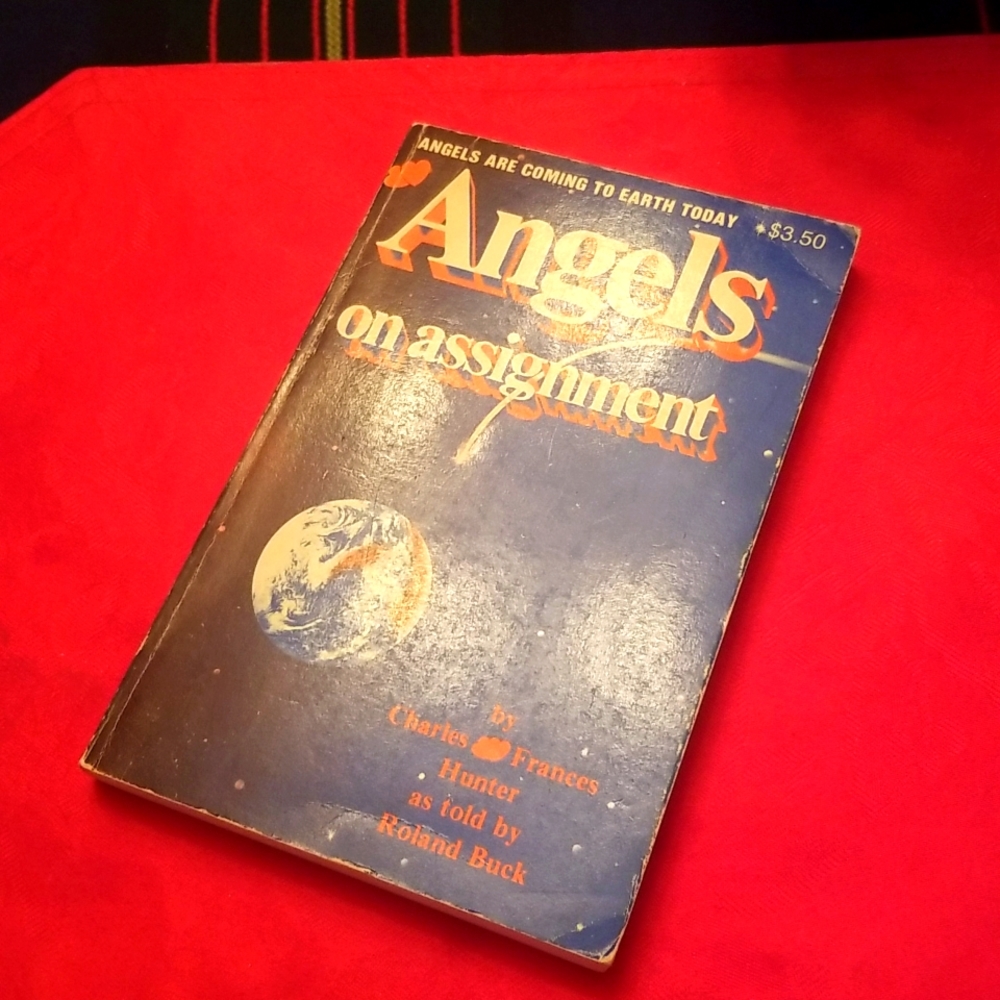 ANGELS ARE COMING TO EARTH TODAY
$3.50
Angels
on assignment
by
Charles Frances
Hunter
as told by
Roland Buck